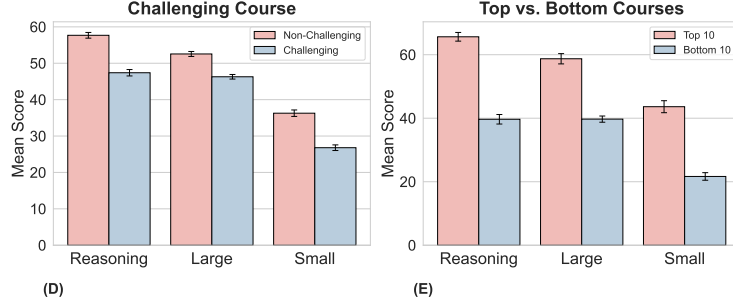 Challenging Course
Non-Challenging
Challenging
Mean Score
60
50
40
30
20
10
0
Reasoning
Large
Small
(D)
Top vs. Bottom Courses
Top 10
Bottom 10
Mean Score
60
40
20
0
Reasoning
Large
Small
(E)